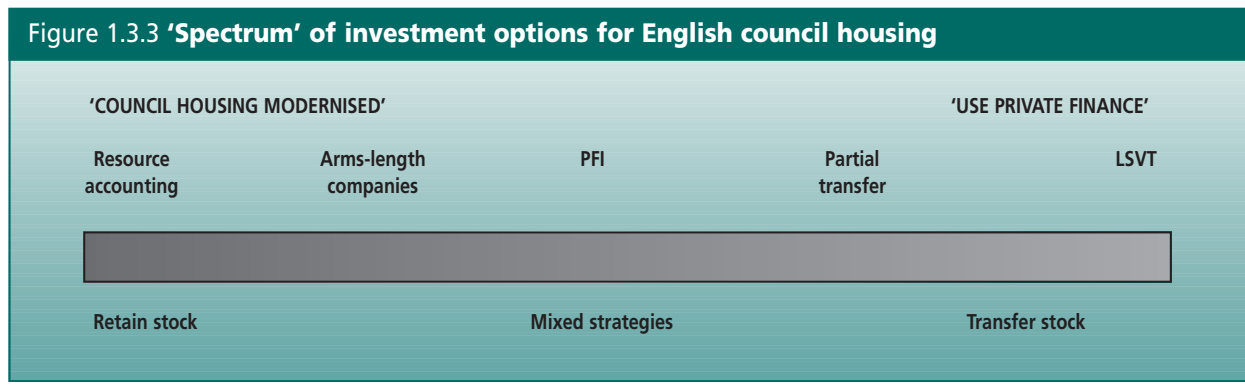 Figure 1.3.3 'Spectrum' of investment options for English council housing
'COUNCIL HOUSING MODERNISED' 'USE PRIVATE FINANCE'
Resource Arms-length PFI Partial LSVT
accounting companies transfer
Retain stock Mixed strategies Transfer stock